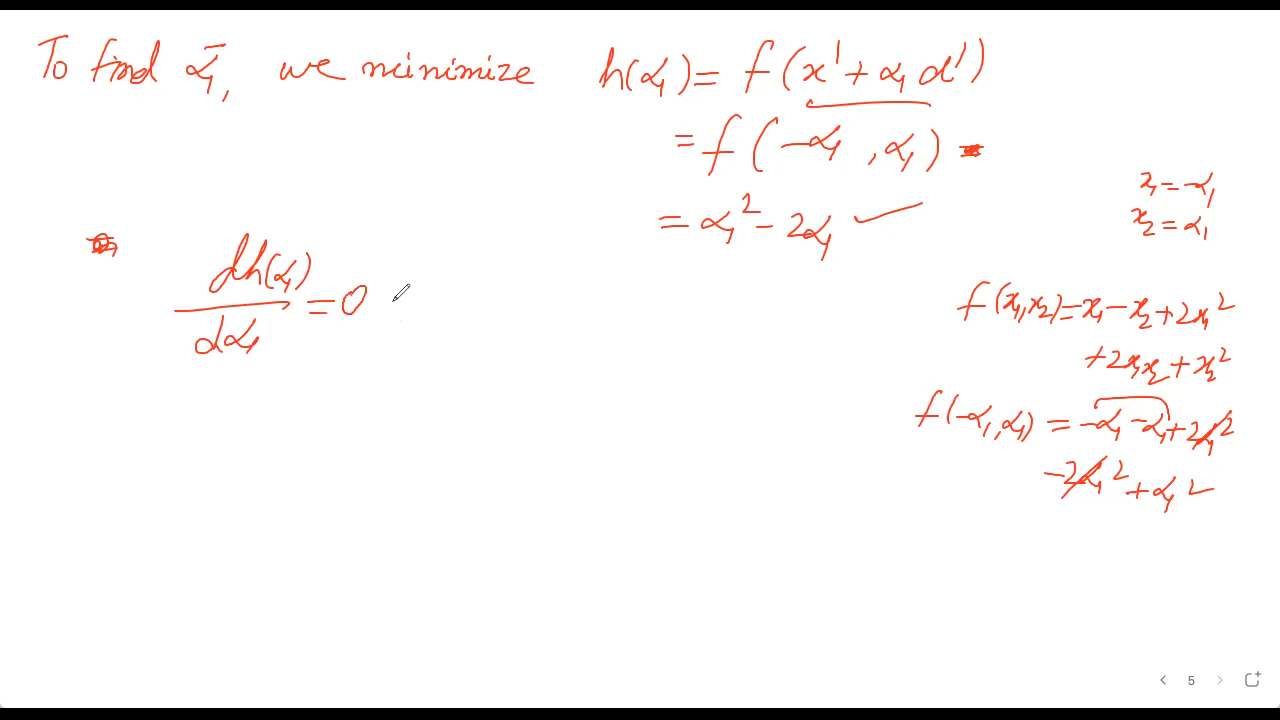 To find ᾱ₁, we minimize h(α₁) = f(x¹ + α₁ d¹)
= f(-α₁, α₁)
= α₁² - 2α₁ ✓
x₁ = -α₁
x₂ = α₁
dh(α₁)/dα₁ = 0
f(x₁,x₂) = x₁ - x₂ + 2x₁²
+ 2x₁x₂ + x₂²
f(-α₁, α₁) = -α₁ - α₁ + 2α₁²
- 2α₁² + α₁²
< 5 >